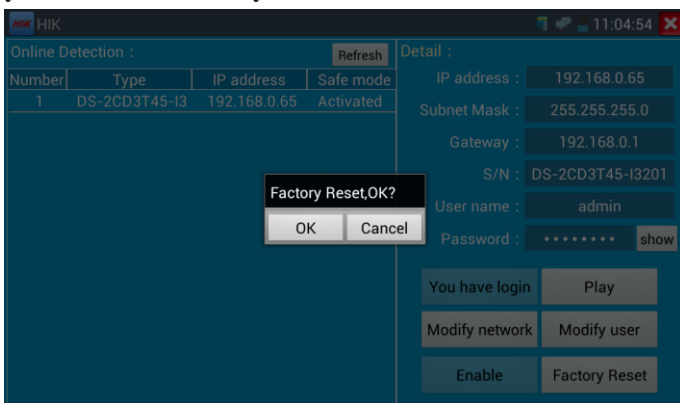 HIK HIK 11:04:54
Online Detection : Refresh
Number Type IP address Safe mode
1 DS-2CD3T45-I3 192.168.0.65 Activated
Detail :
IP address : 192.168.0.65
Subnet Mask : 255.255.255.0
Gateway : 192.168.0.1
S/N : DS-2CD3T45-I3201
User name : admin
Password : •••••••• show
Factory Reset,OK?
OK Cancel
You have login Play
Modify network Modify user
Enable Factory Reset